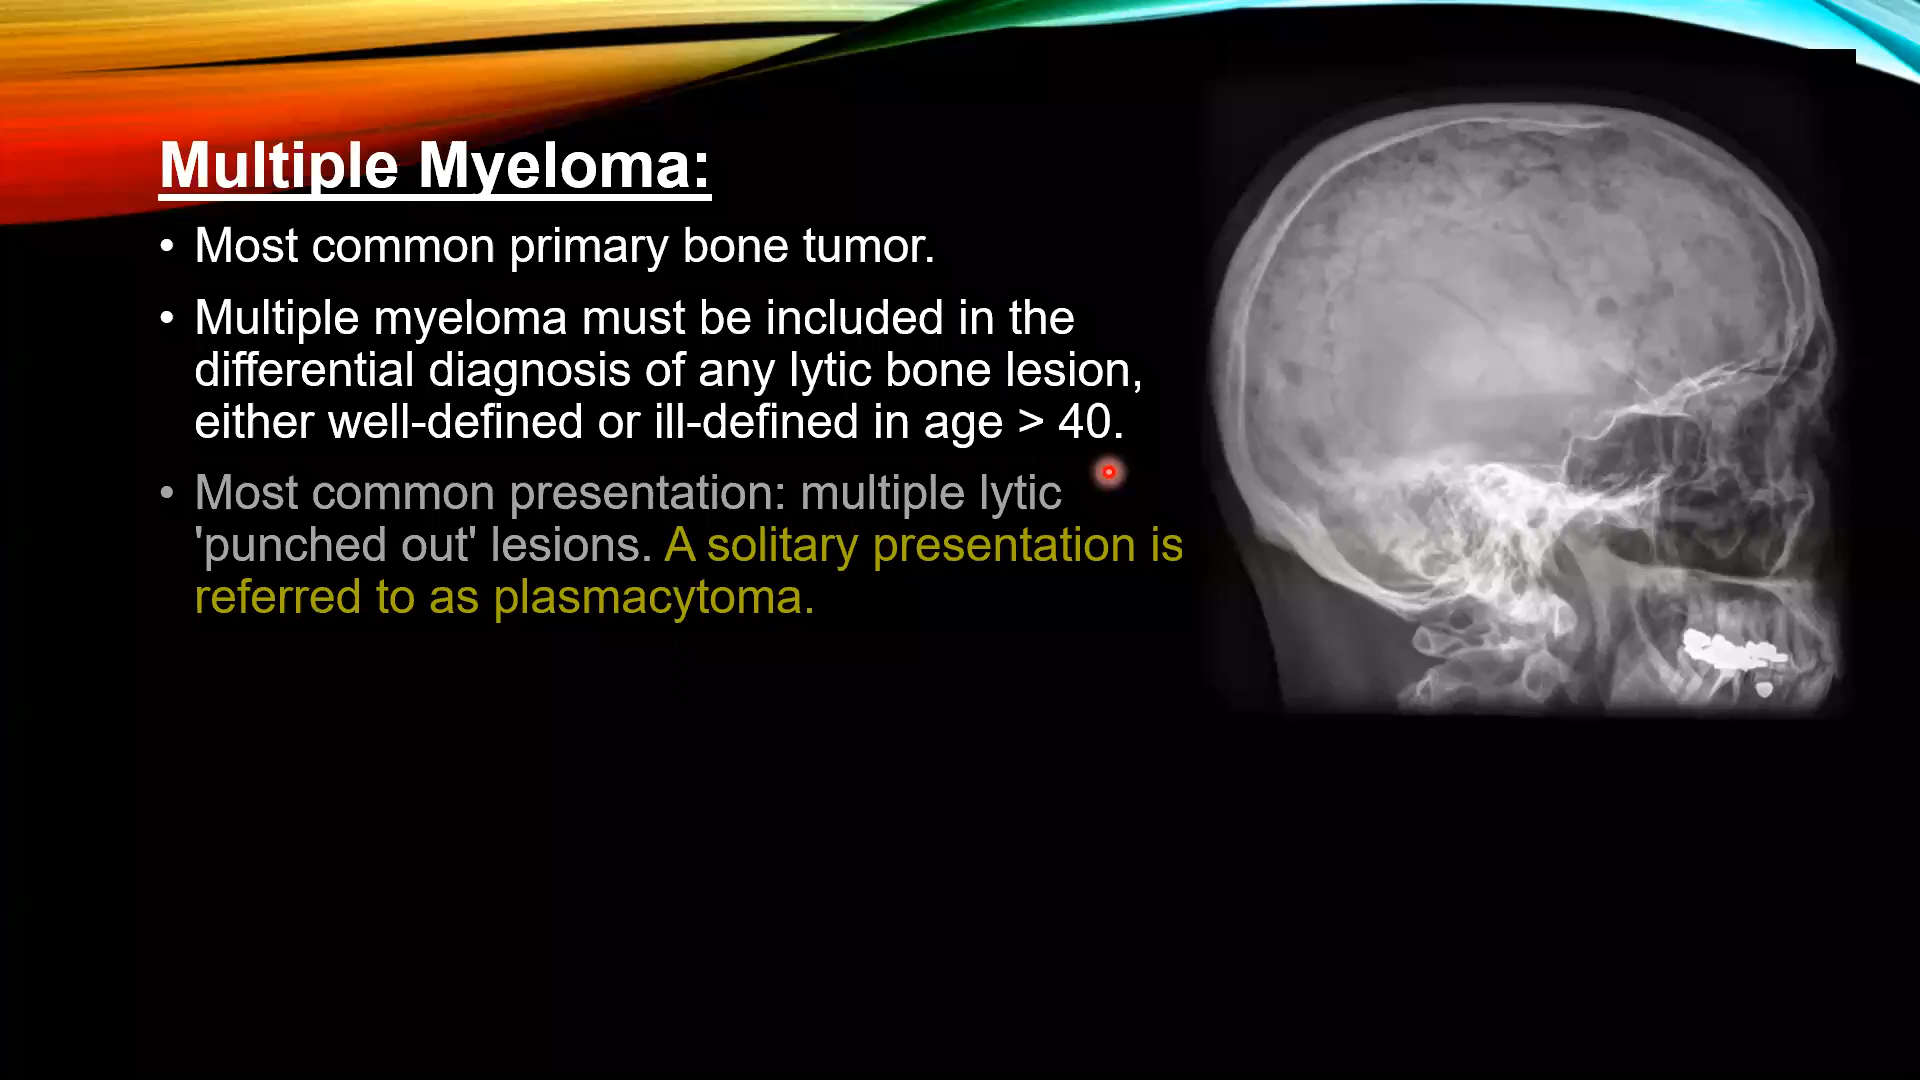 Multiple Myeloma:
• Most common primary bone tumor.
• Multiple myeloma must be included in the
differential diagnosis of any lytic bone lesion,
either well-defined or ill-defined in age > 40.
• Most common presentation: multiple lytic
'punched out' lesions. A solitary presentation is
referred to as plasmacytoma.